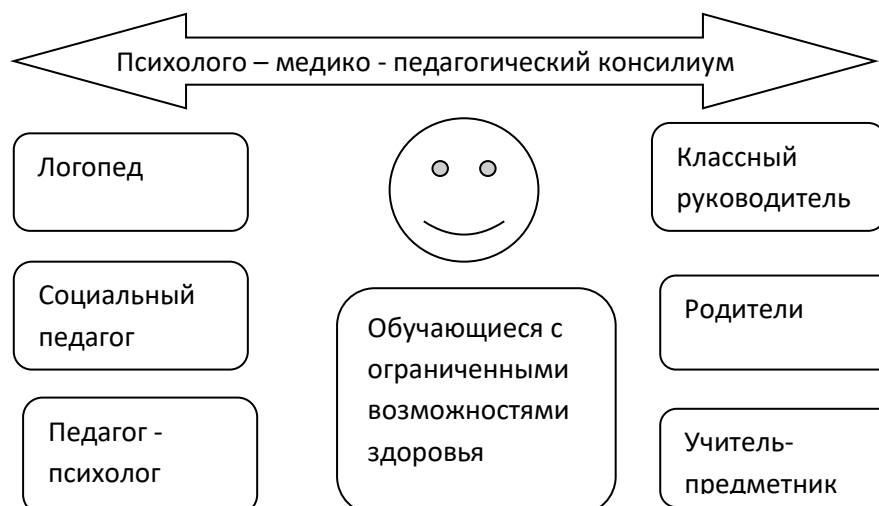 Психолого – медико - педагогический консилиум
Логопед
Классный
руководитель
Социальный
педагог
Обучающиеся с
ограниченными
возможностями
здоровья
Родители
Педагог -
психолог
Учитель-
предметник